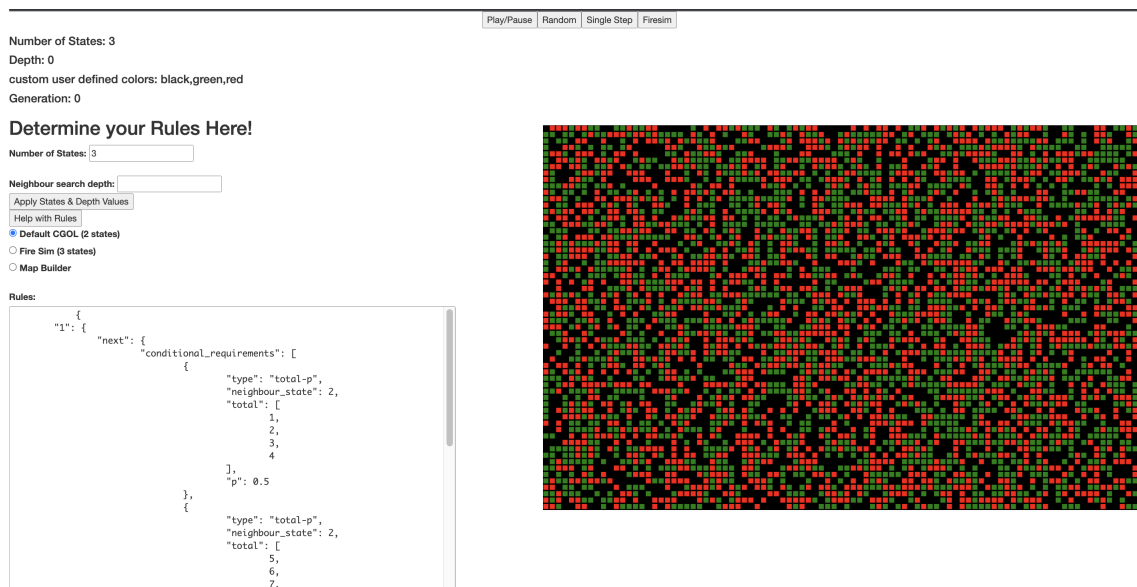 Play/Pause Random Single Step Firesim
Number of States: 3
Depth: 0
custom user defined colors: black,green,red
Generation: 0
Determine your Rules Here!
Number of States: 3
Neighbour search depth:
Apply States & Depth Values
Help with Rules
Default CGOL (2 states)
Fire Sim (3 states)
Map Builder
Rules:
{
"1": {
"next": {
"conditional_requirements": [
{
"type": "total-p",
"neighbour_state": 2,
"total": [
1,
2,
3,
4
],
"p": 0.5
},
{
"type": "total-p",
"neighbour_state": 2,
"total": [
5,
6,
7,